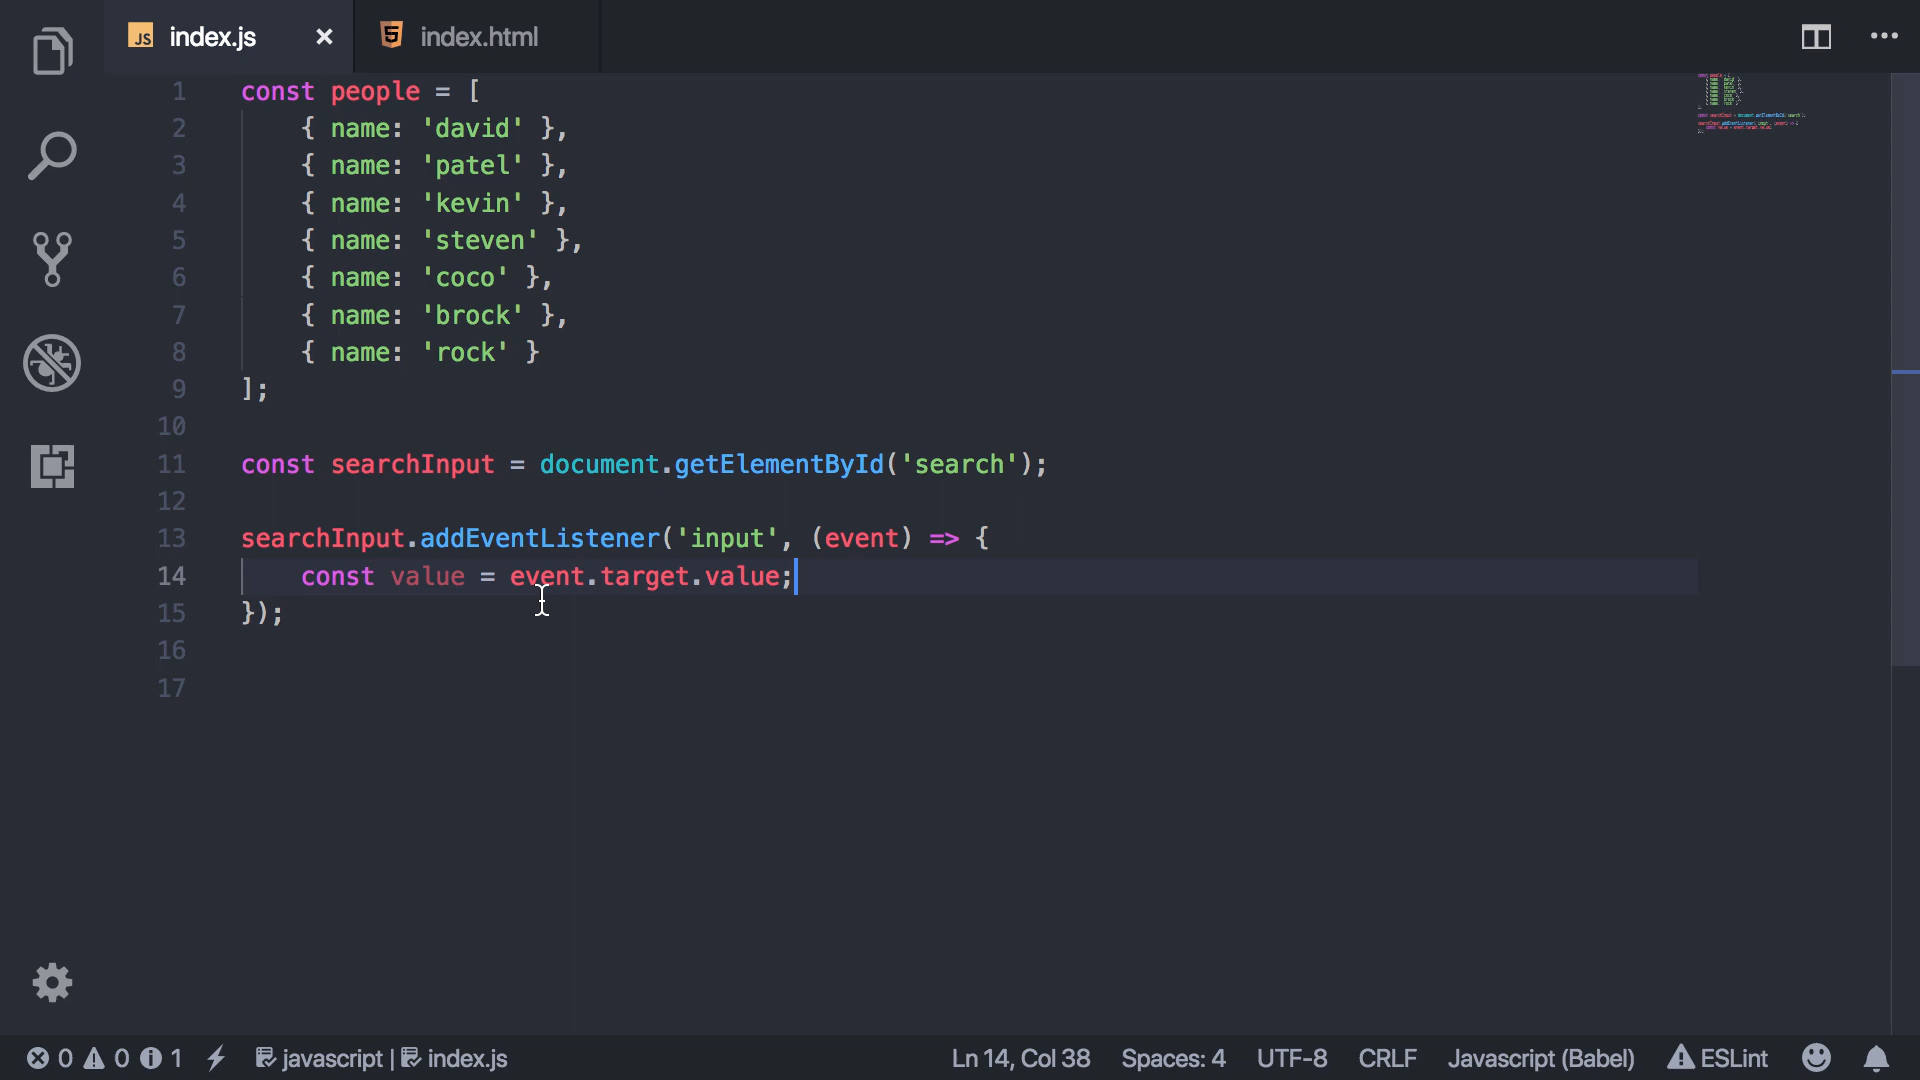 JS index.js × 5 index.html
1 const people = [
2 { name: 'david' },
3 { name: 'patel' },
4 { name: 'kevin' },
5 { name: 'steven' },
6 { name: 'coco' },
7 { name: 'brock' },
8 { name: 'rock' }
9 ];
10
11 const searchInput = document.getElementById('search');
12
13 searchInput.addEventListener('input', (event) => {
14 const value = event.target.value;
15 });
16
17
0 0 1 javascript | index.js Ln 14, Col 38 Spaces: 4 UTF-8 CRLF Javascript (Babel) ESLint